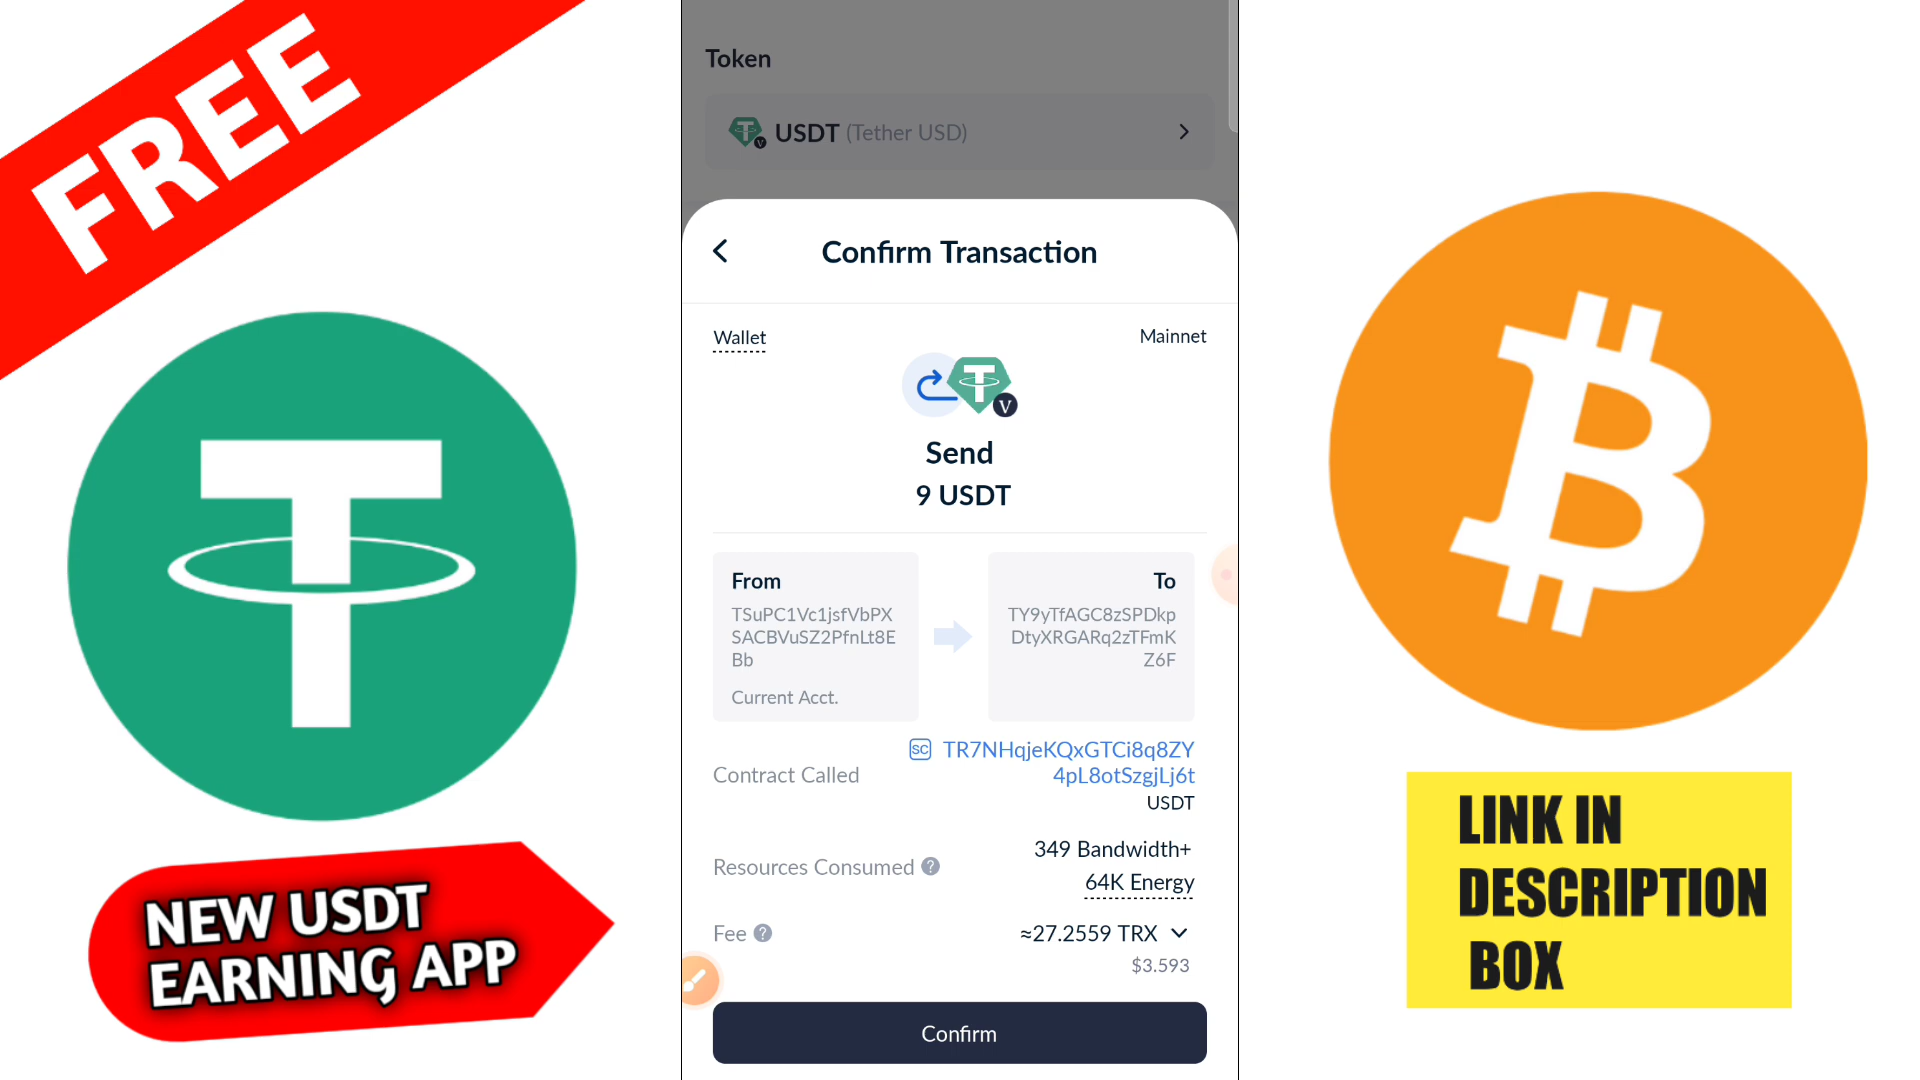 FREE
NEW USDT
EARNING APP
Token
USDT (Tether USD)
Confirm Transaction
Wallet
Mainnet
V
Send
9 USDT
From
TSuPC1Vc1jsfVbPX
SACBVuSZ2PfnLt8E
Bb
Current Acct.
To
TY9yTfAGC8zSPDkp
DtyXRGARq2zTFmK
Z6F
Contract Called
SC TR7NHqjeKQxGTCi8q8ZY
4pL8otSzgjLj6t
USDT
Resources Consumed ?
349 Bandwidth+
64K Energy
Fee ?
≈27.2559 TRX
$3.593
Confirm
LINK IN
DESCRIPTION
BOX